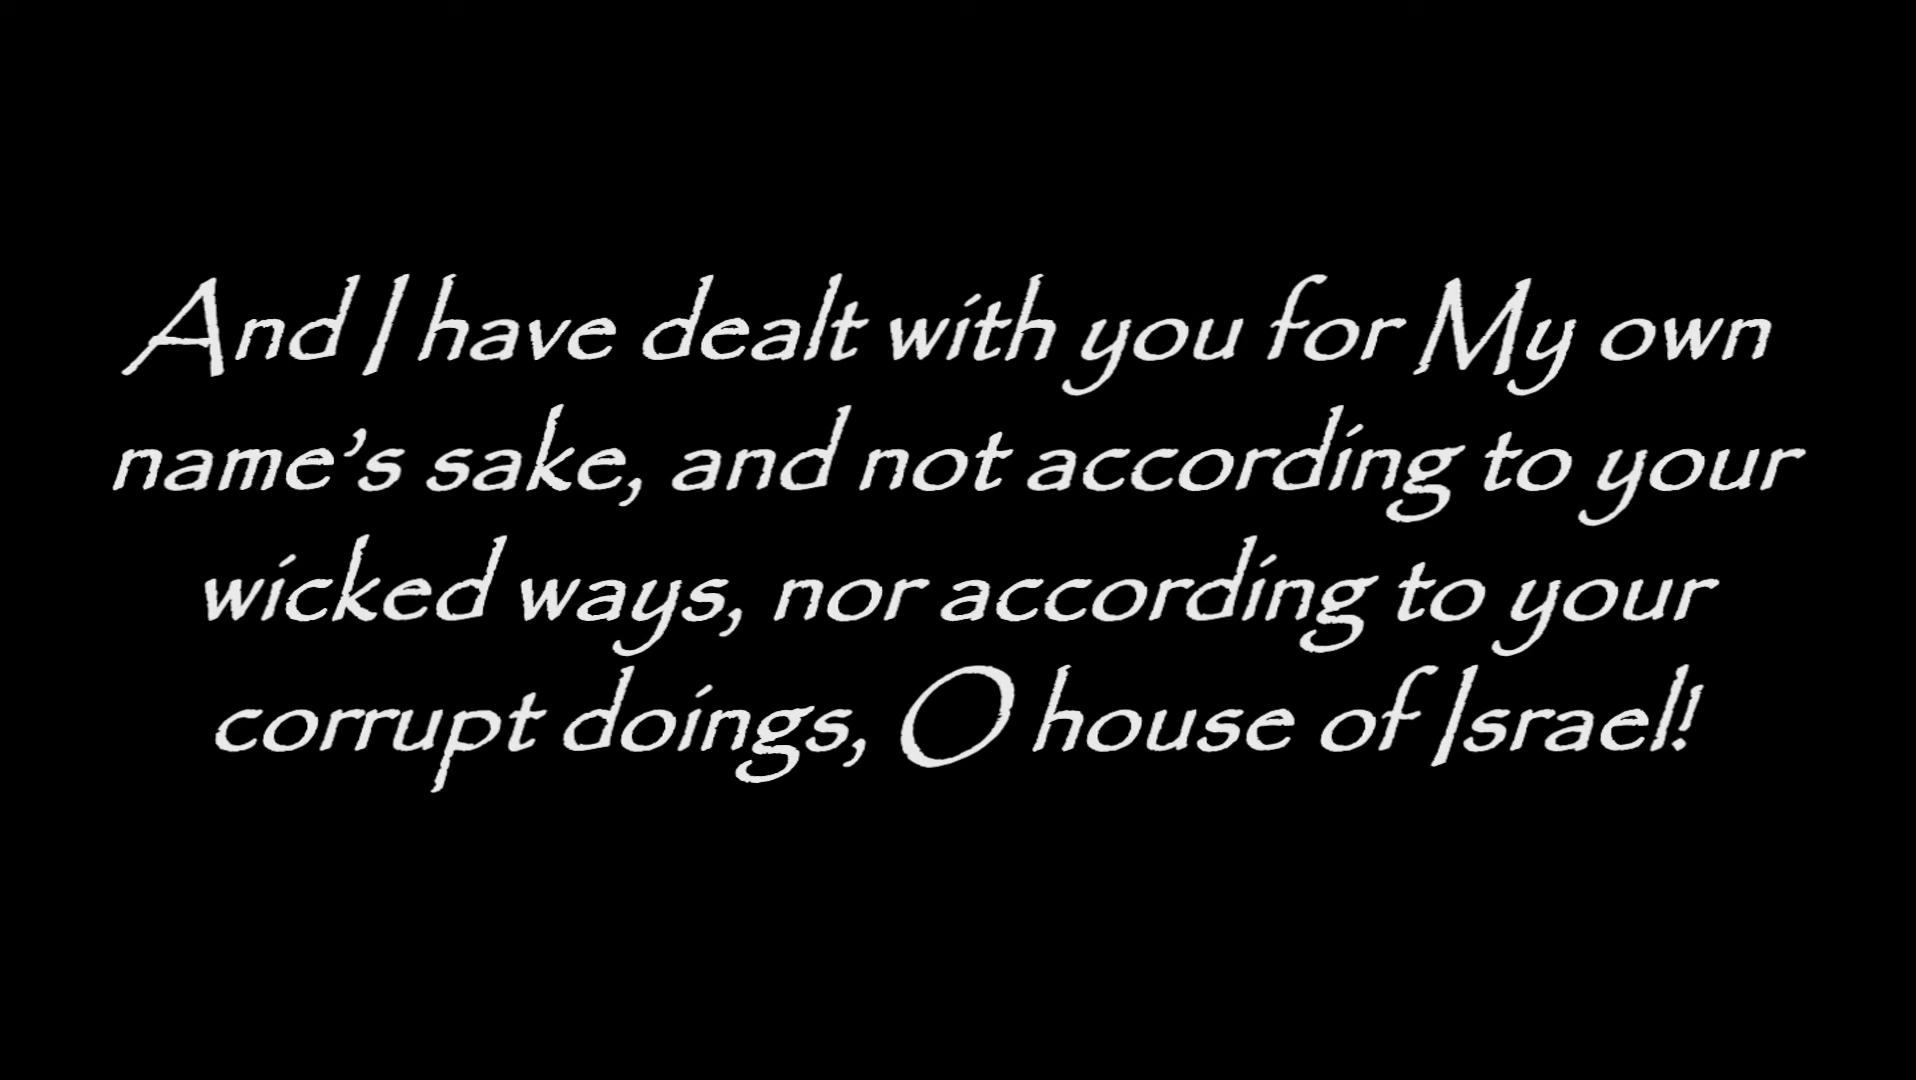 And I have dealt with you for My own
name’s sake, and not according to your
wicked ways, nor according to your
corrupt doings, O house of Israel!